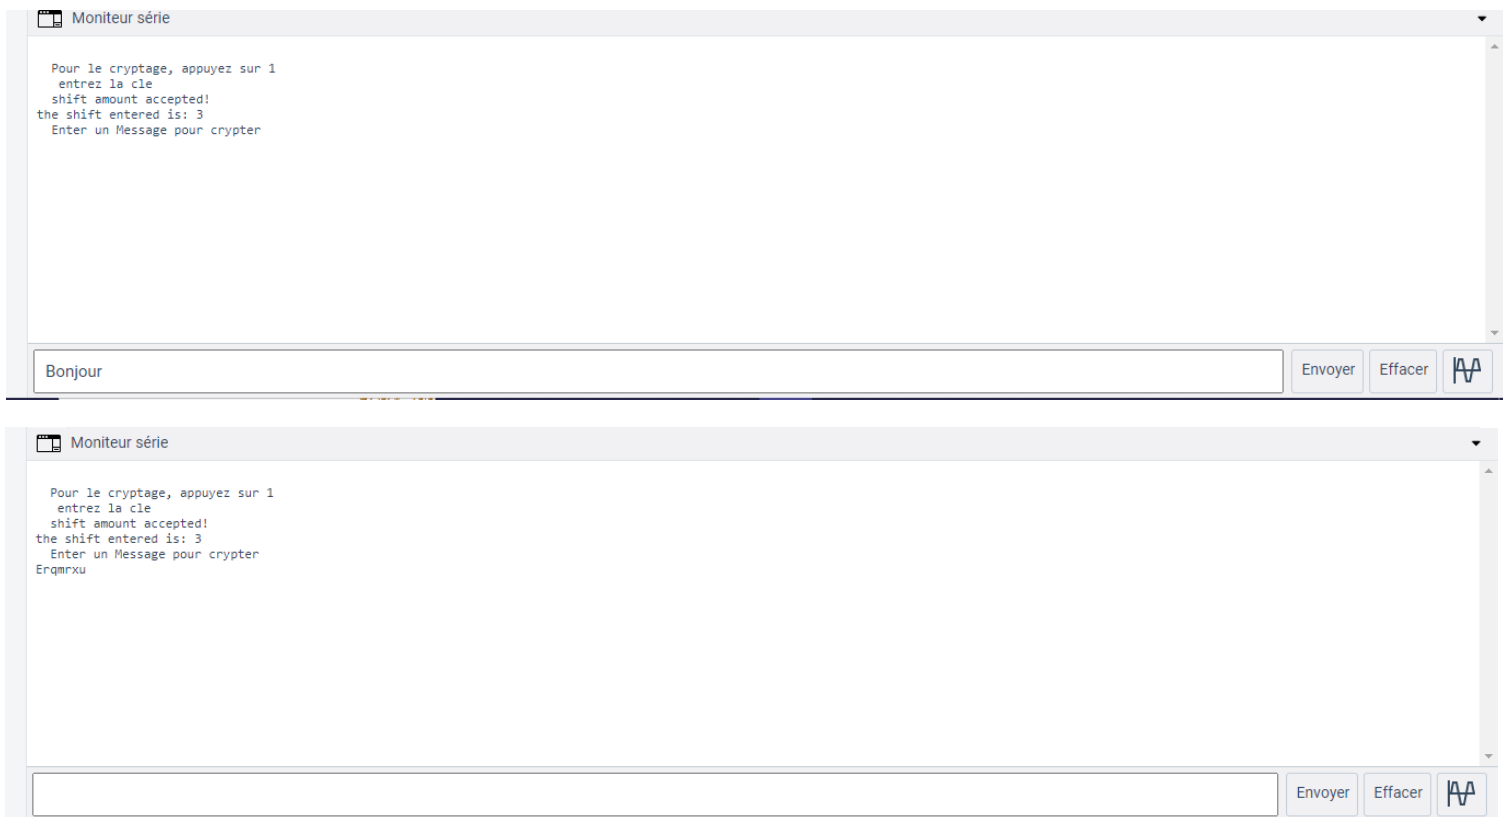 Moniteur série
Pour le cryptage, appuyez sur 1
entrez la cle
shift amount accepted!
the shift entered is: 3
Enter un Message pour crypter
Bonjour
Envoyer
Effacer
Moniteur série
Pour le cryptage, appuyez sur 1
entrez la cle
shift amount accepted!
the shift entered is: 3
Enter un Message pour crypter
Erqmrxu
Envoyer
Effacer